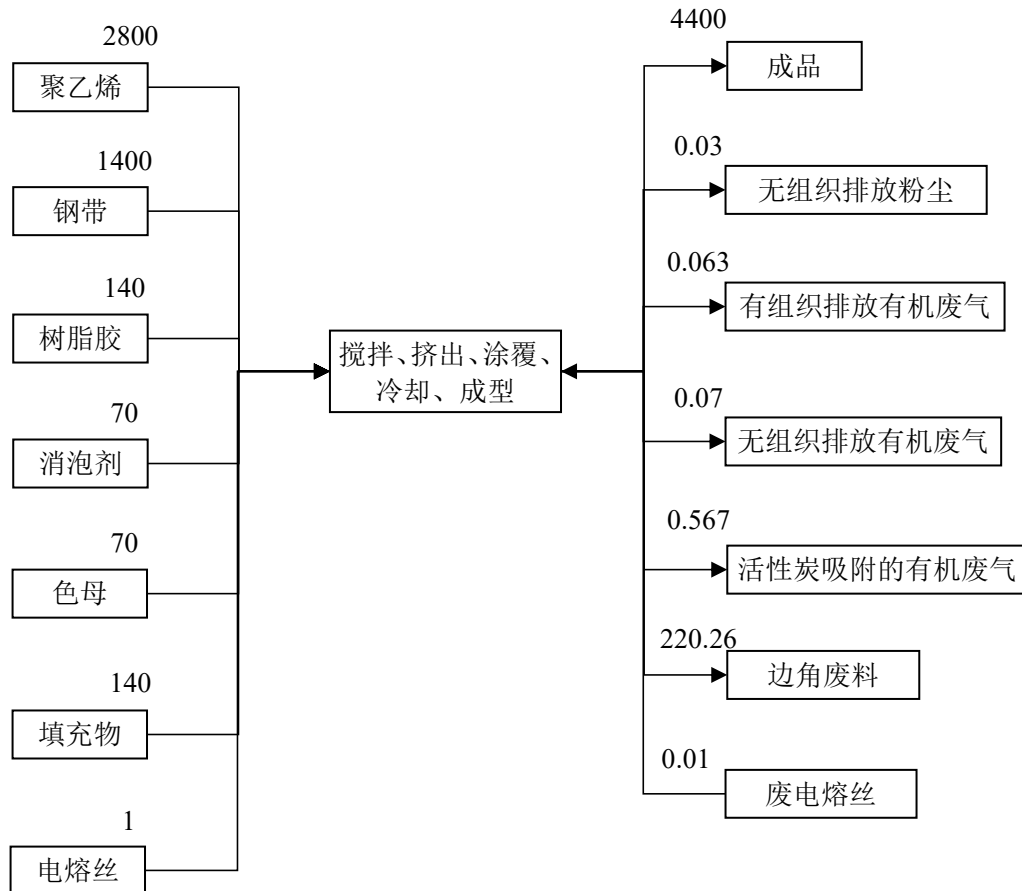 2800
聚乙烯
1400
钢带
140
树脂胶
70
消泡剂
70
色母
140
填充物
1
电熔丝
搅拌、挤出、涂覆、
冷却、成型
4400
成品
0.03
无组织排放粉尘
0.063
有组织排放有机废气
0.07
无组织排放有机废气
0.567
活性炭吸附的有机废气
220.26
边角废料
0.01
废电熔丝